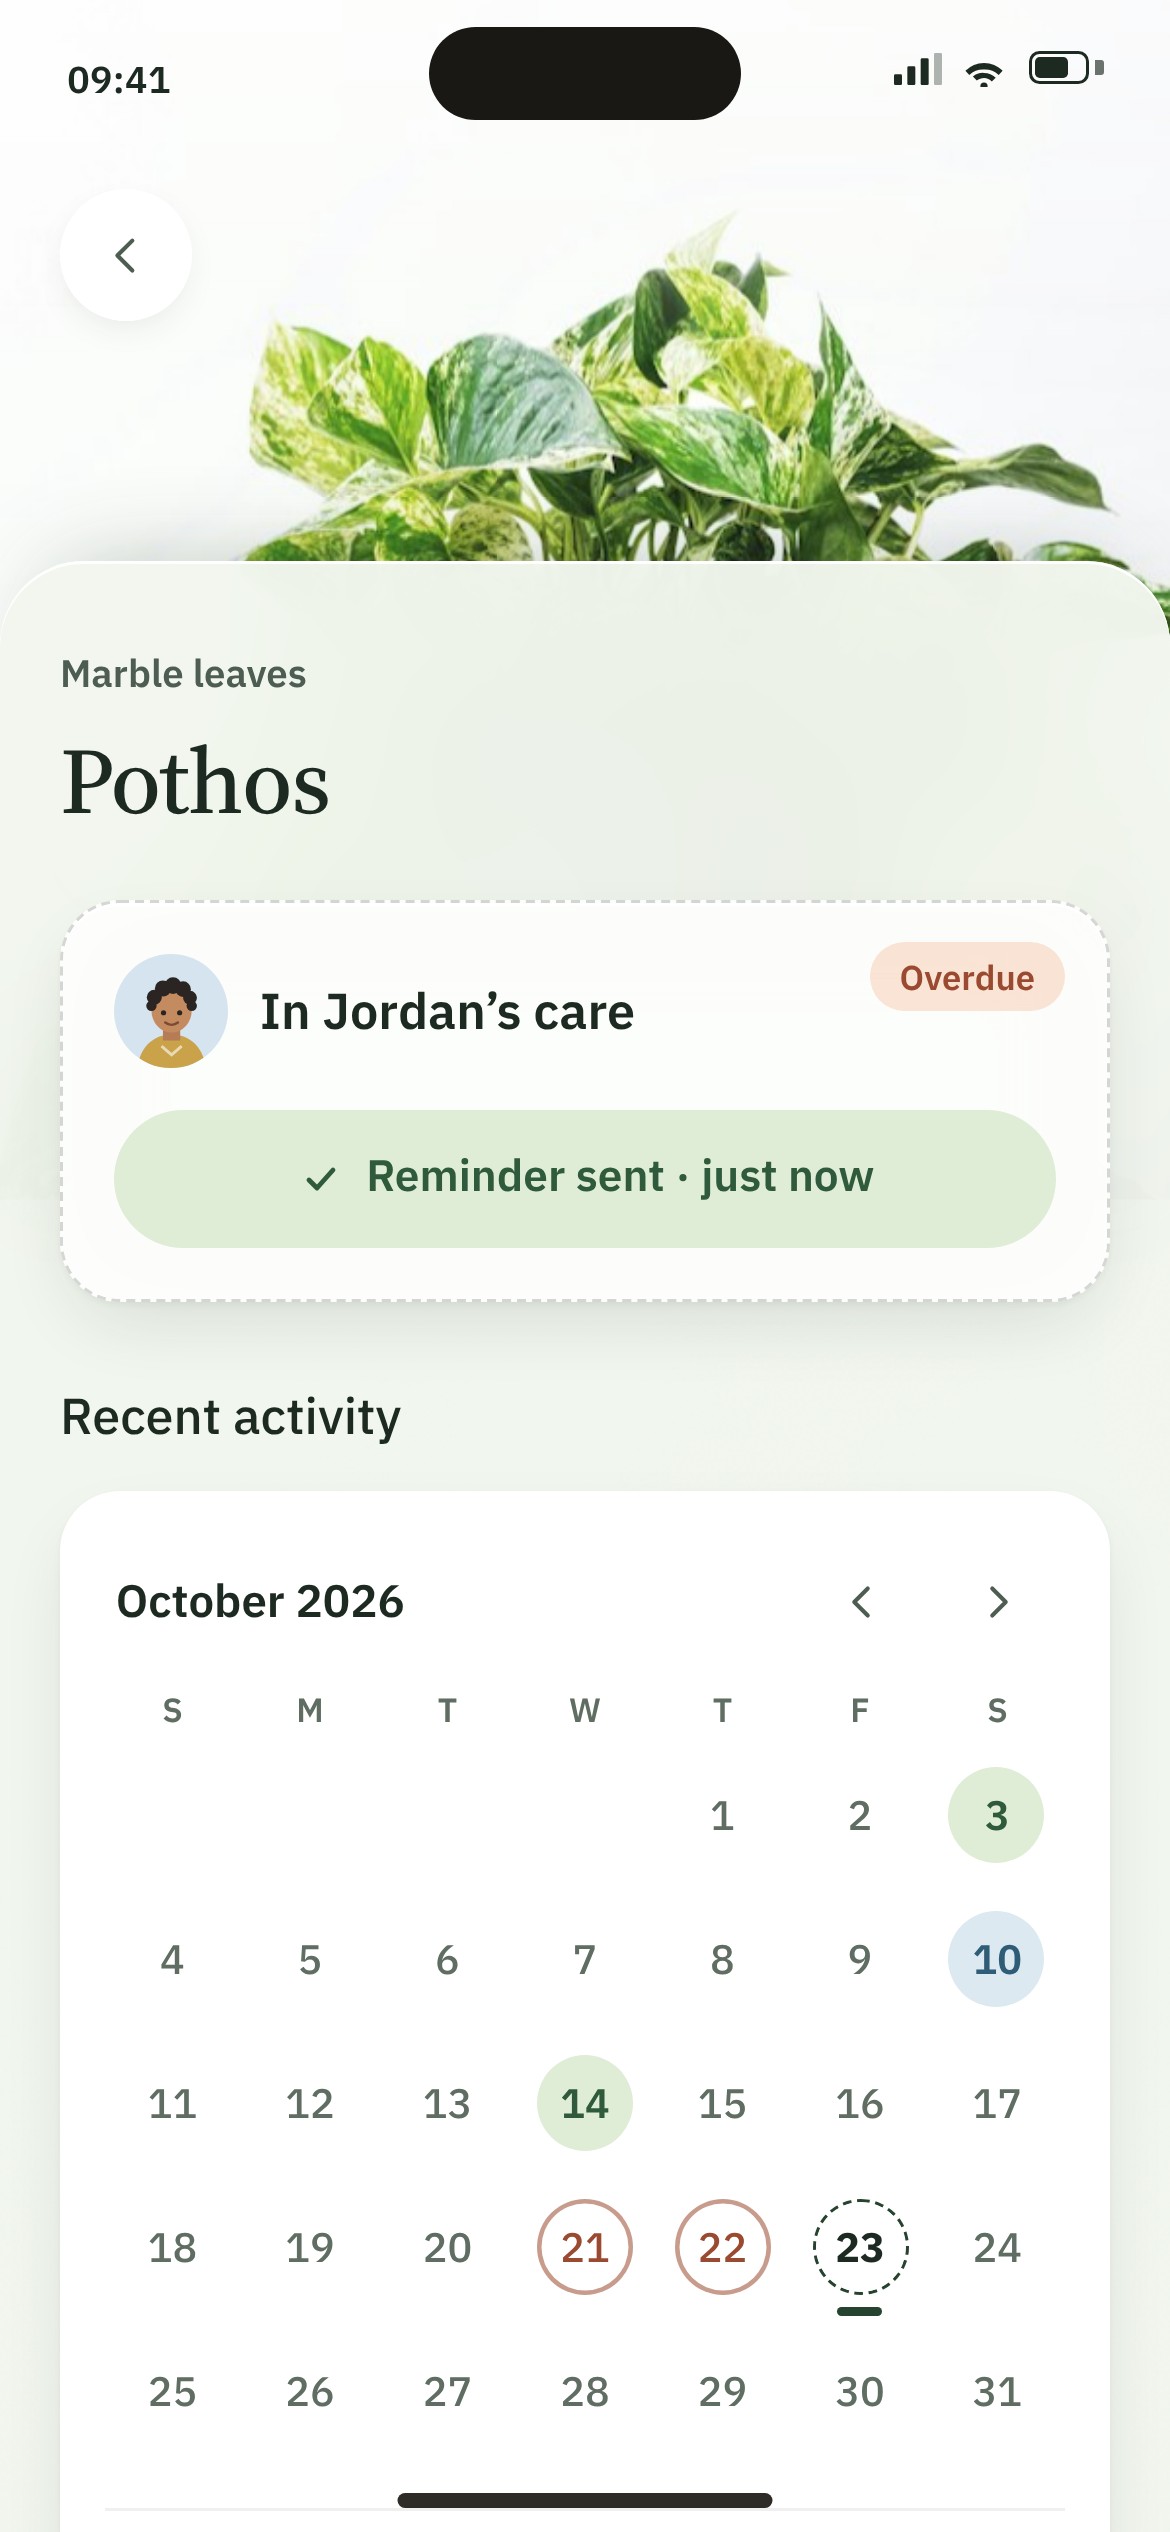 09:41
Marble leaves
Pothos
In Jordan’s care
Overdue
Reminder sent · just now
Recent activity
October 2026
S M T W T F S
1 2 3
4 5 6 7 8 9 10
11 12 13 14 15 16 17
18 19 20 21 22 23 24
25 26 27 28 29 30 31